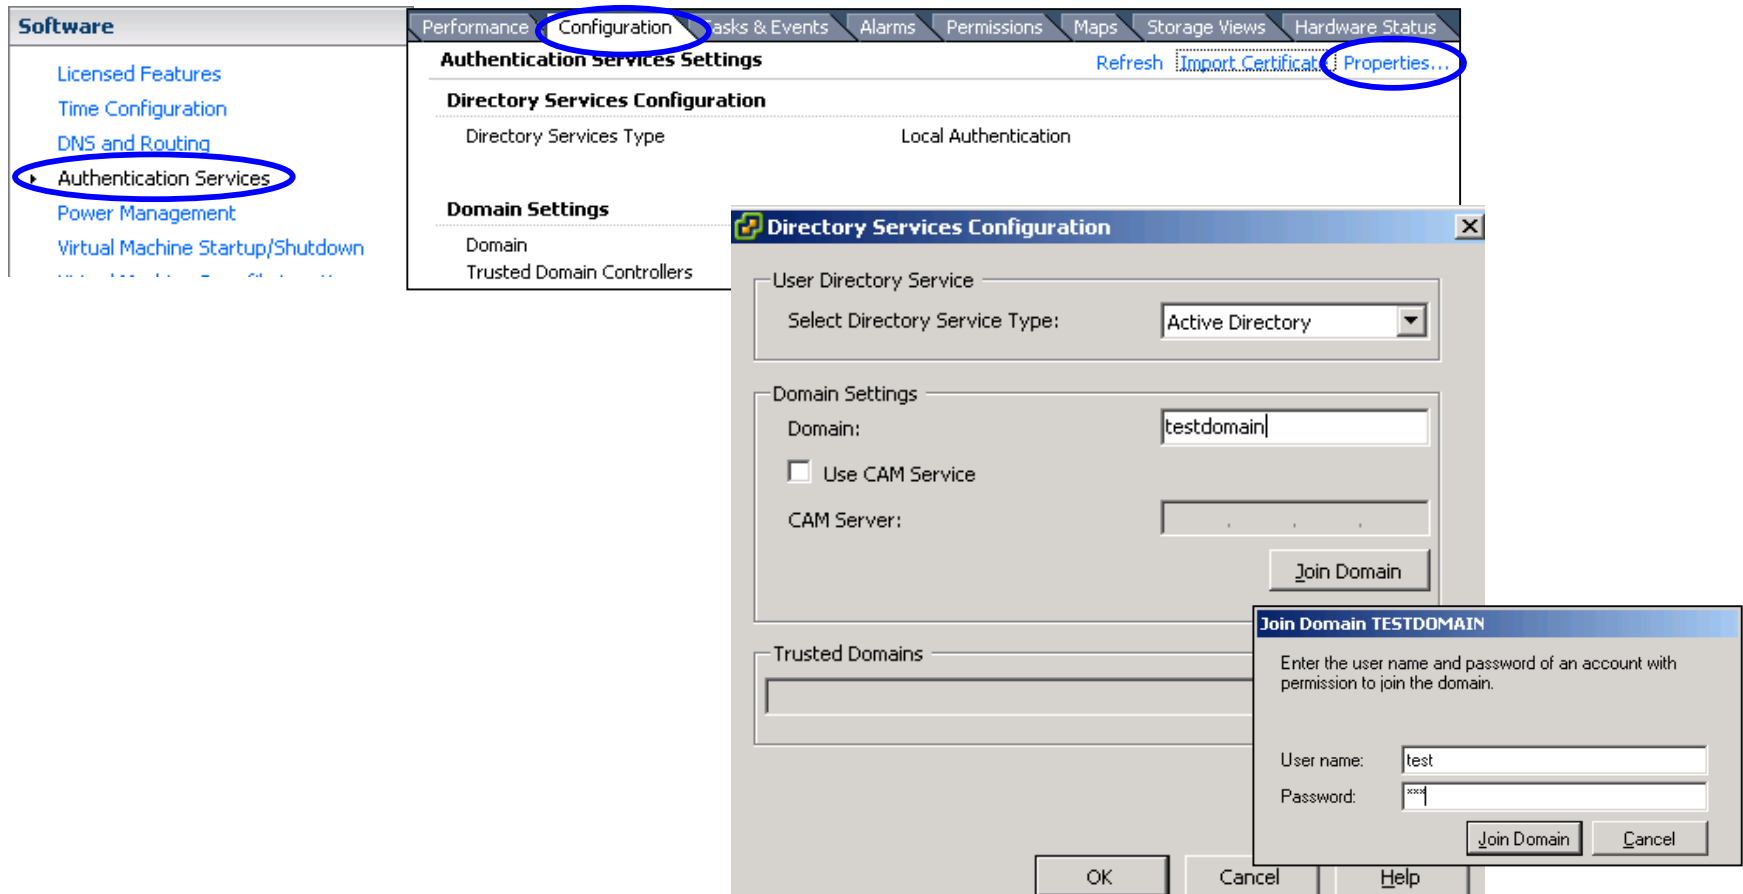 Software
Licensed Features
Time Configuration
DNS and Routing
Authentication Services
Power Management
Virtual Machine Startup/Shutdown
Performance Configuration Tasks & Events Alarms Permissions Maps Storage Views Hardware Status
Authentication Services Settings
Refresh Import Certificate Properties...
Directory Services Configuration
Directory Services Type Local Authentication
Domain Settings
Domain
Trusted Domain Controllers
Directory Services Configuration
User Directory Service
Select Directory Service Type: Active Directory
Domain Settings
Domain: testdomain
Use CAM Service
CAM Server: . . .
Join Domain
Trusted Domains
OK Cancel Help
Join Domain TESTDOMAIN
Enter the user name and password of an account with
permission to join the domain.
User name: test
Password: ***
Join Domain Cancel